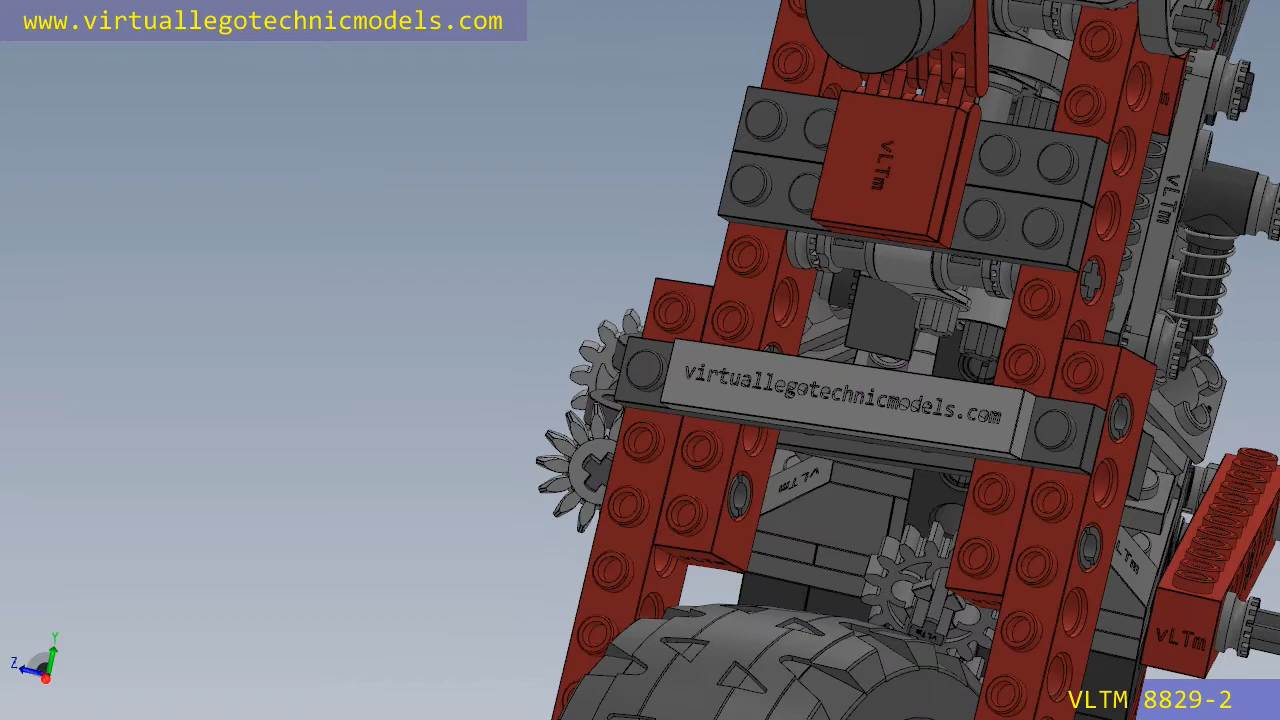 www.virtuallegotechnicmodels.com
vLTm
vLTm
virtuallegotechnicmodels.com
vLTm
vLTm
vLTm
VLTM 8829-2
Y
Z